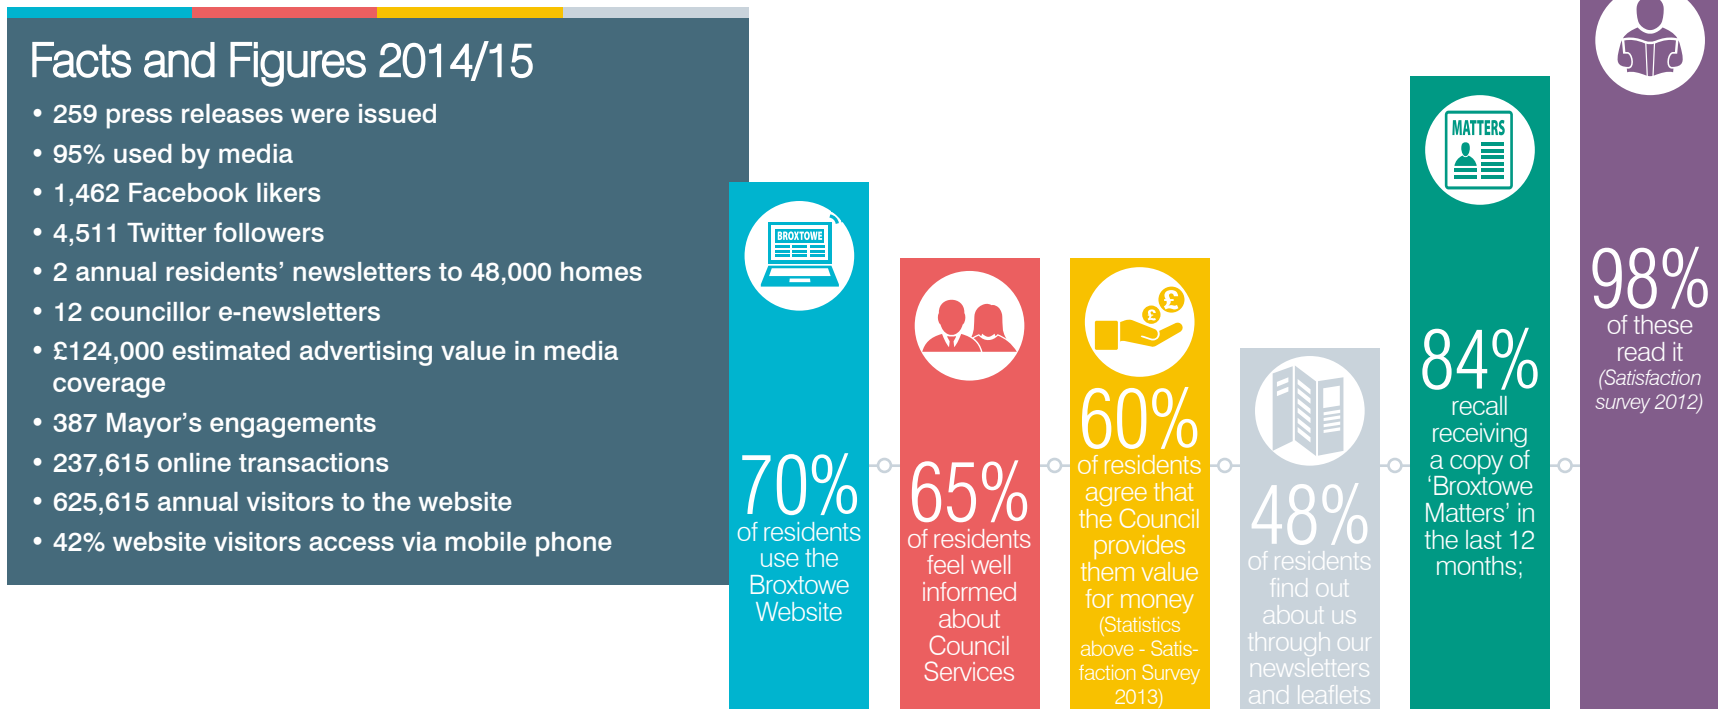 Facts and Figures 2014/15
• 259 press releases were issued
• 95% used by media
• 1,462 Facebook likers
• 4,511 Twitter followers
• 2 annual residents’ newsletters to 48,000 homes
• 12 councillor e-newsletters
• £124,000 estimated advertising value in media
coverage
• 387 Mayor’s engagements
• 237,615 online transactions
• 625,615 annual visitors to the website
• 42% website visitors access via mobile phone
BROXTOWE
70%
of residents
use the
Broxtowe
Website
65%
of residents
feel well
informed
about
Council
Services
£
£
60%
of residents
agree that
the Council
provides
them value
for money
(Statistics
above - Satis-
faction Survey
2013)
48%
of residents
find out
about us
through our
newsletters
and leaflets
MATTERS
84%
recall
receiving
a copy of
‘Broxtowe
Matters’ in
the last 12
months;
98%
of these
read it
(Satisfaction
survey 2012)